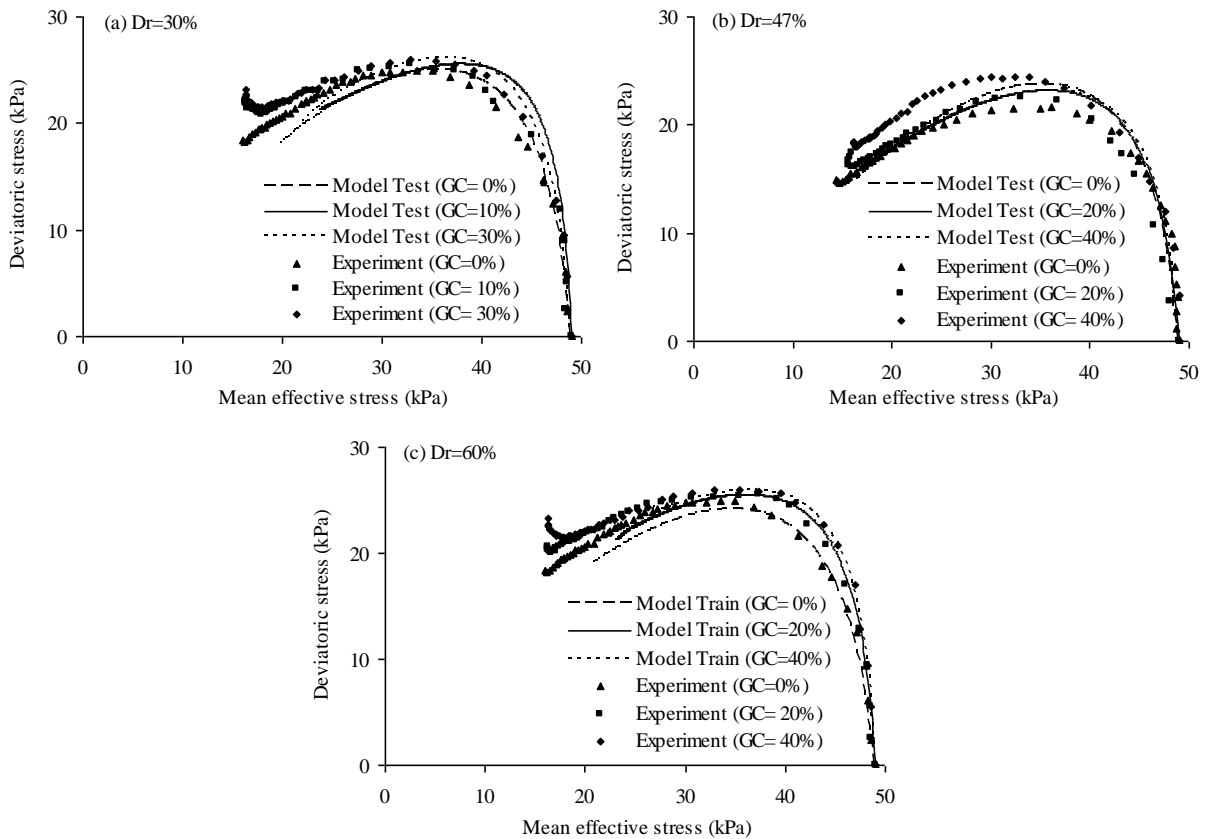 (a) Dr=30%
Deviatoric stress (kPa)
30
20
10
0
Model Test (GC= 0%)
Model Test (GC=10%)
Model Test (GC=30%)
Experiment (GC=0%)
Experiment (GC= 10%)
Experiment (GC= 30%)
0 10 20 30 40 50
Mean effective stress (kPa)
(b) Dr=47%
Deviatoric stress (kPa)
30
20
10
0
Model Test (GC= 0%)
Model Test (GC=20%)
Model Test (GC=40%)
Experiment (GC=0%)
Experiment (GC= 20%)
Experiment (GC= 40%)
0 10 20 30 40 50
Mean effective stress (kPa)
(c) Dr=60%
Deviatoric stress (kPa)
30
20
10
0
Model Train (GC= 0%)
Model Train (GC=20%)
Model Train (GC=40%)
Experiment (GC=0%)
Experiment (GC= 20%)
Experiment (GC= 40%)
0 10 20 30 40 50
Mean effective stress (kPa)